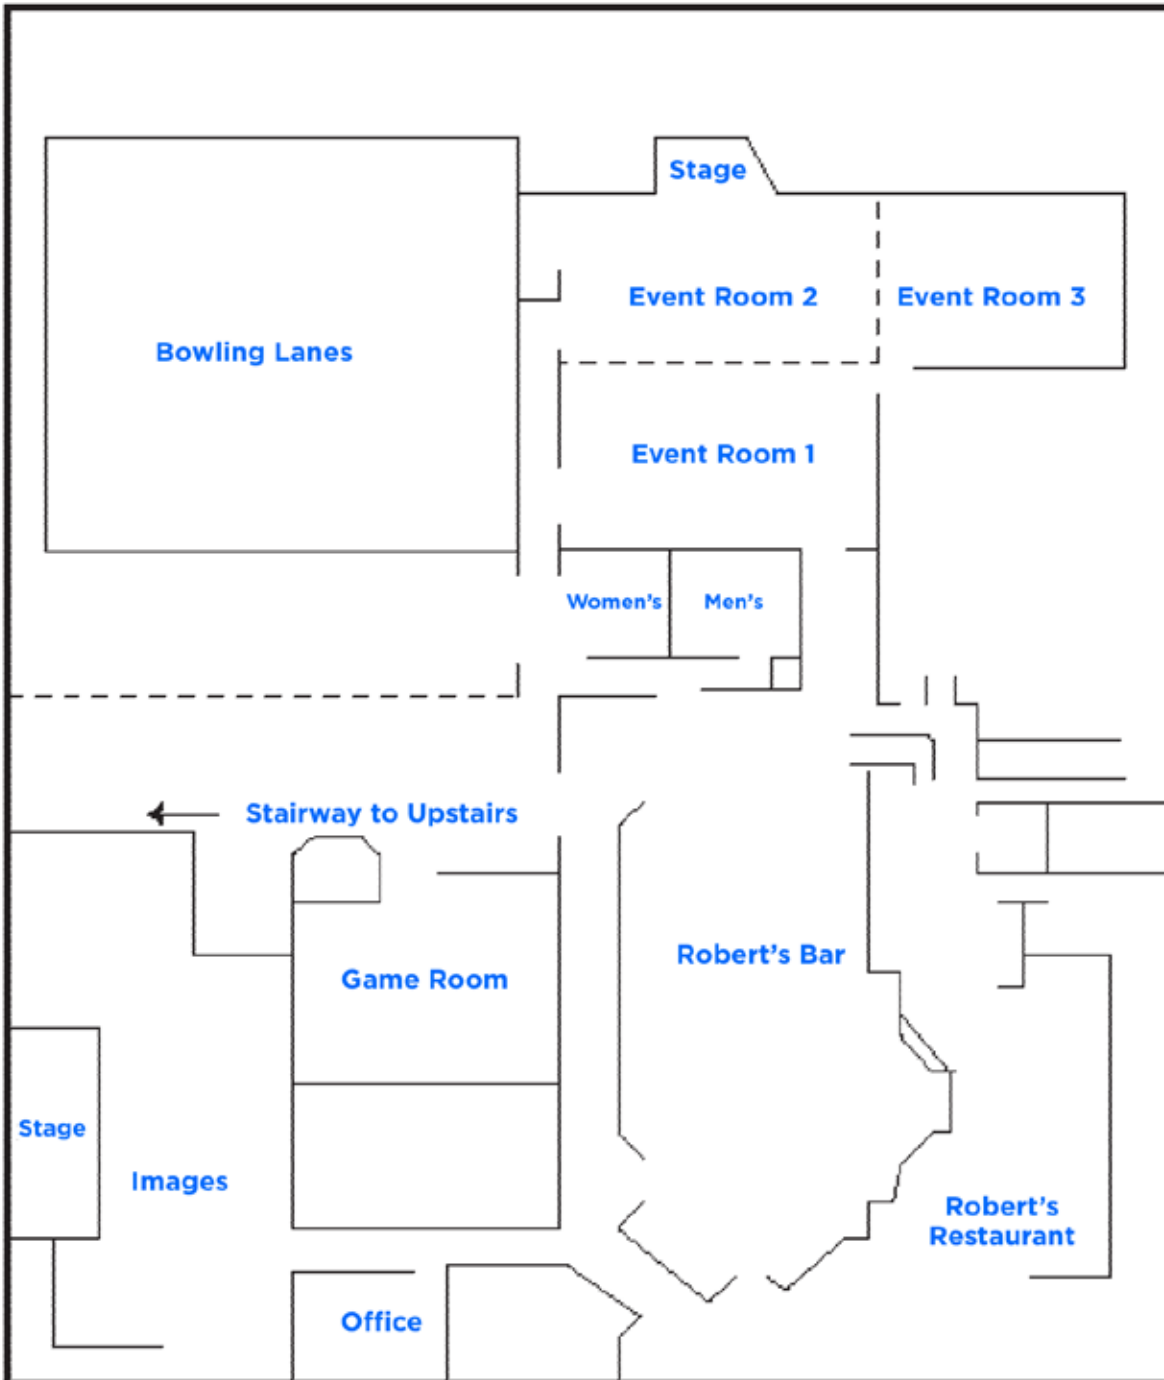 Stage
Event Room 2
Event Room 3
Bowling Lanes
Event Room 1
Women's
Men's
Stairway to Upstairs
Robert's Bar
Game Room
Stage
Images
Robert's
Restaurant
Office